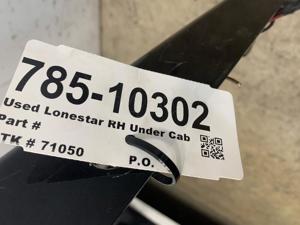 785-10302
Used Lonestar RH Under Cab
Part #
TK # 71050 P.O.